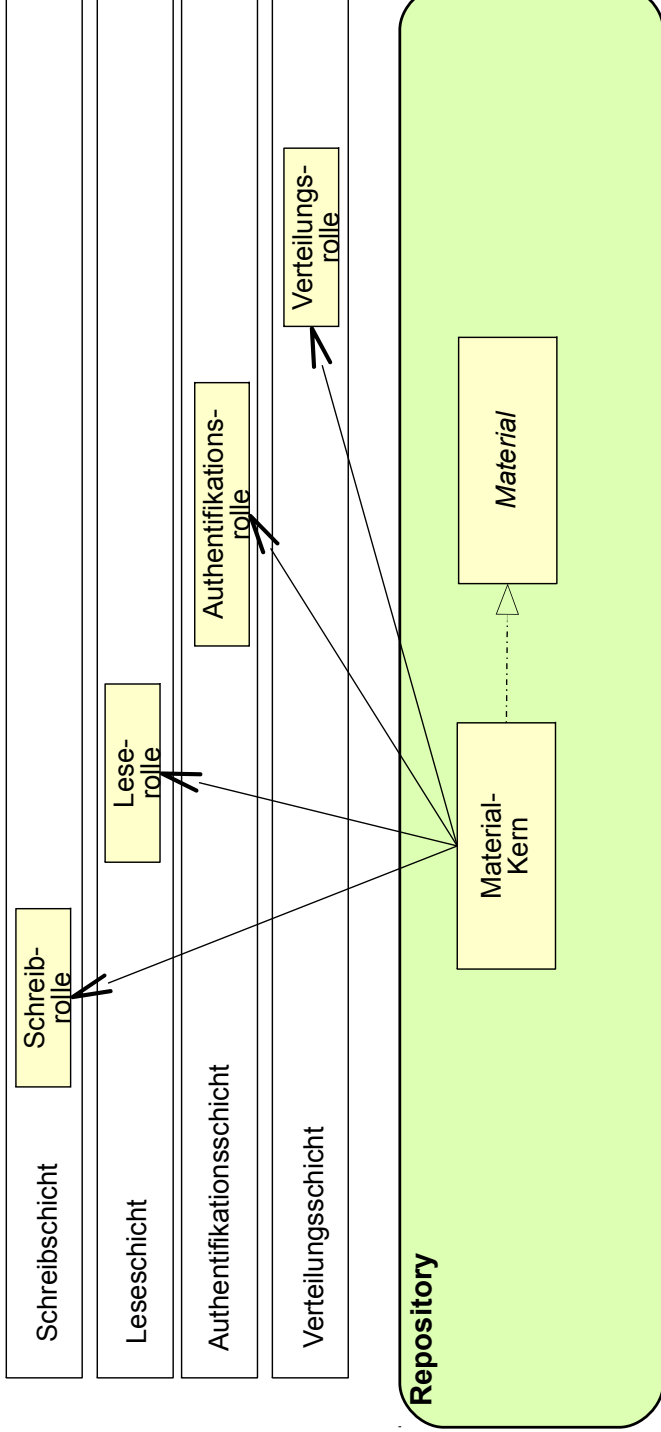 Schreibschicht
Schreib-
rolle
Leseschicht
Lese-
rolle
Authentifikationsschicht
Authentifikations-
rolle
Verteilungsschicht
Verteilungs-
rolle
Repository
Material-
Kern
Material